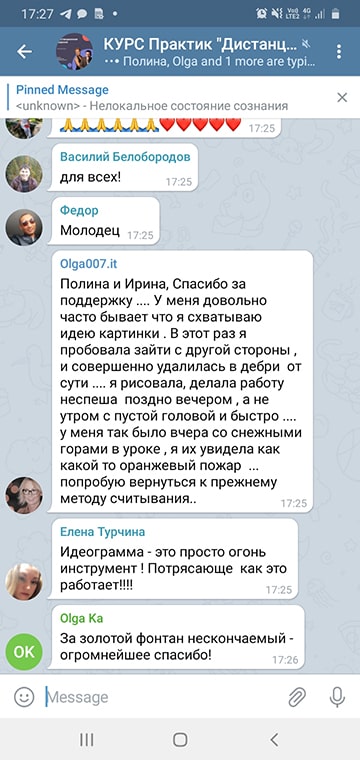 17:27
Vo))
LTE2
4G
КУРС Практик "Дистанц...
Полина, Olga and 1 more are typi...
Pinned Message
<unknown> - Нелокальное состояние сознания
🙏🙏🙏🙏🙏🙏❤❤❤❤❤
17:25
Василий Белобородов
для всех!
17:25
Федор
Молодец
17:25
Olga007.it
Полина и Ирина, Спасибо за
поддержку .... У меня довольно
часто бывает что я схватываю
идею картинки . В этот раз я
пробовала зайти с другой стороны ,
и совершенно удалилась в дебри от
сути .... я рисовала, делала работу
неспеша поздно вечером , а не
утром с пустой головой и быстро ....
у меня так было вчера со снежными
горами в уроке , я их увидела как
какой то оранжевый пожар ...
попробую вернуться к прежнему
методу считывания..
17:25
Елена Турчина
Идеограмма - это просто огонь
инструмент ! Потрясающе как это
работает!!!!
17:25
Olga Ka
OK
За золотой фонтан нескончаемый -
огромнейшее спасибо!
17:26
Message